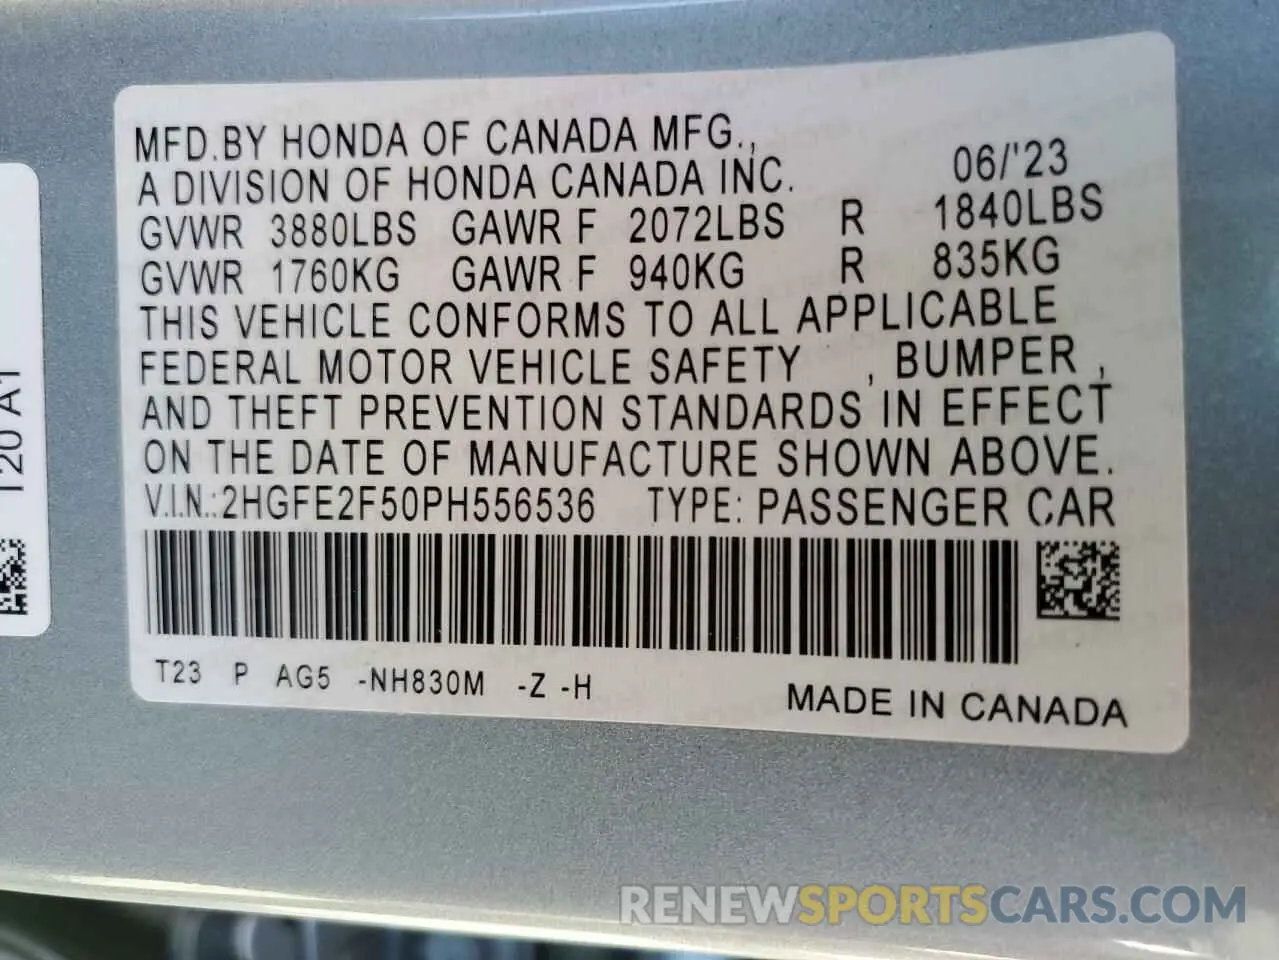 MFD.BY HONDA OF CANADA MFG.,
A DIVISION OF HONDA CANADA INC. 06/'23
GVWR 3880LBS GAWR F 2072LBS R 1840LBS
GVWR 1760KG GAWR F 940KG R 835KG
THIS VEHICLE CONFORMS TO ALL APPLICABLE
FEDERAL MOTOR VEHICLE SAFETY , BUMPER ,
AND THEFT PREVENTION STANDARDS IN EFFECT
ON THE DATE OF MANUFACTURE SHOWN ABOVE.
V.I.N.:2HGFE2F50PH556536 TYPE: PASSENGER CAR
T23 P AG5 -NH830M -Z -H
MADE IN CANADA
T20 A1
RENEWSPORTSCARS.COM